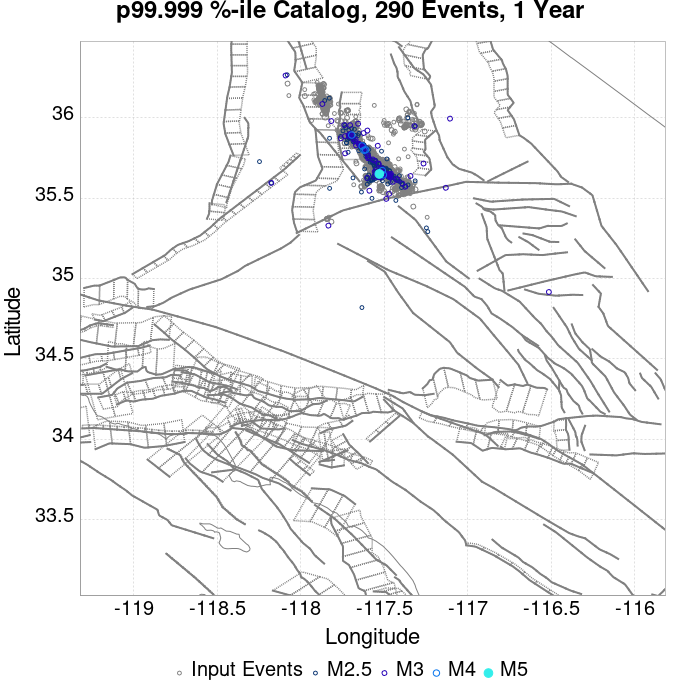 p99.999 %-ile Catalog, 290 Events, 1 Year
36
35.5
35
34.5
34
33.5
Latitude
-119
-118.5
-118
-117.5
-117
-116.5
-116
Longitude
Input Events
M2.5
M3
M4
M5